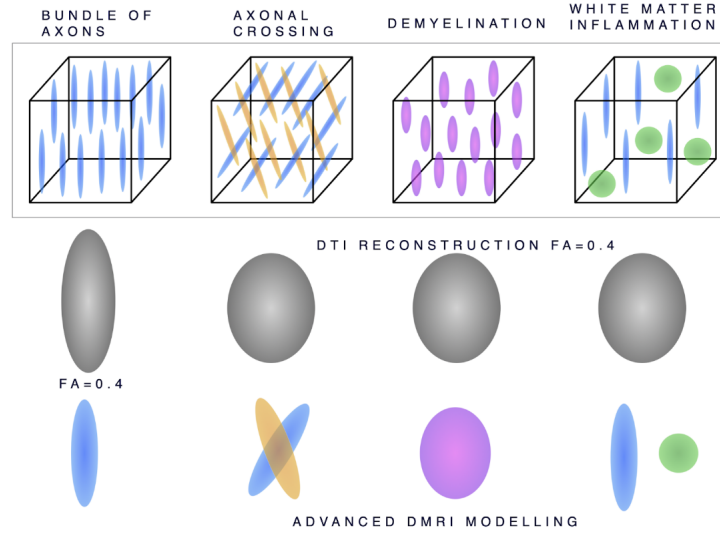 BUNDLE OF
AXONS
AXONAL
CROSSING
DEMYELINATION
WHITE MATTER
INFLAMMATION
DTI RECONSTRUCTION FA=0.4
FA=0.4
ADVANCED DMRI MODELLING